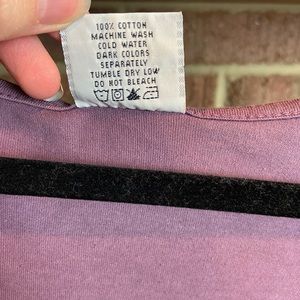 100% COTTON
MACHINE WASH
COLD WATER
DARK COLORS
SEPARATELY
TUMBLE DRY LOW
DO NOT BLEACH